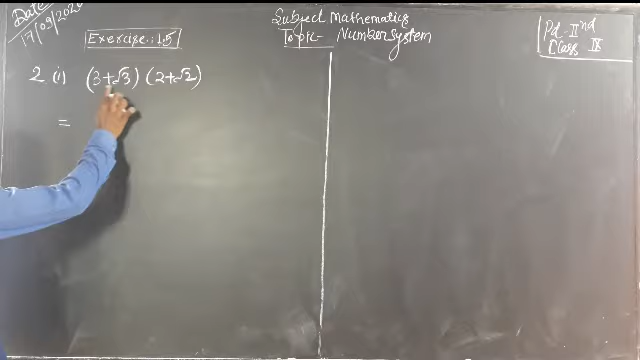 Date
17/09/2020
Exercise:1.5
2 (i) (3+√3) (2+√2)
=
Subject Mathematics
Topic- Number System
Pd-IInd
Class IX